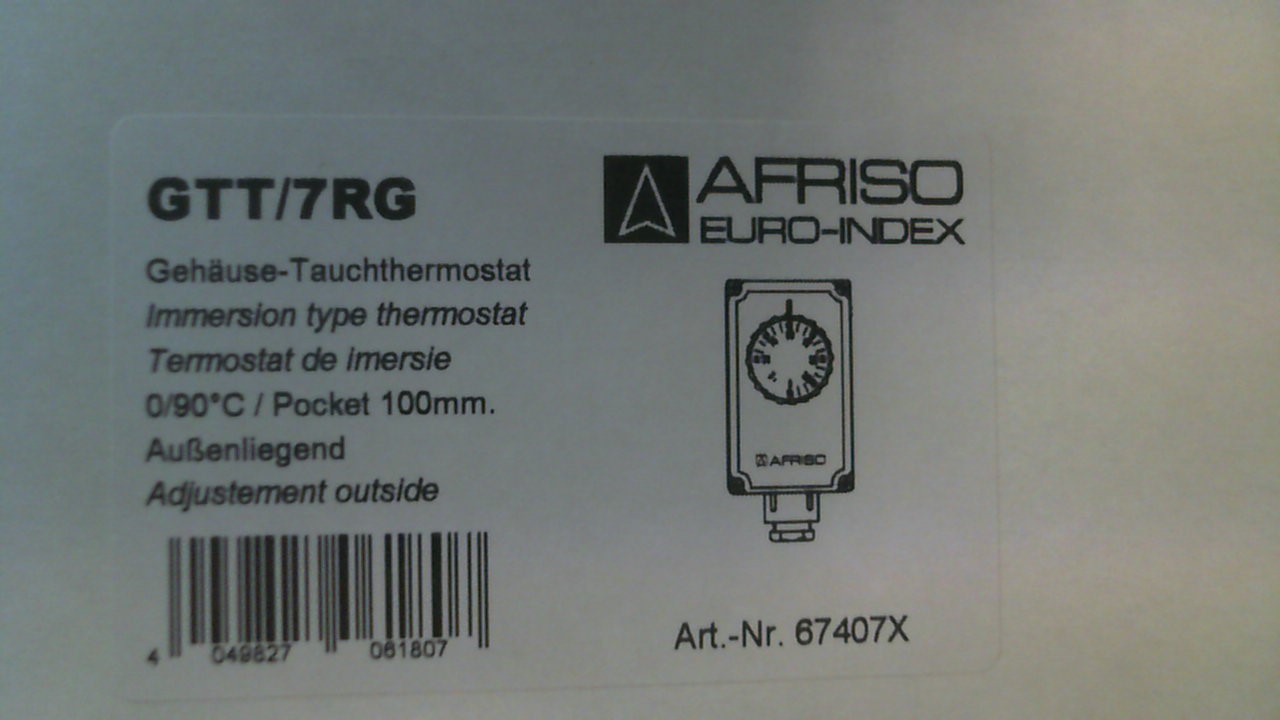 GTT/7RG
Gehäuse-Tauchthermostat
Immersion type thermostat
Termostat de imersie
0/90°C / Pocket 100mm.
Außenliegend
Adjustement outside
4 049827 061807
AFRISO
EURO-INDEX
AFRISO
Art.-Nr. 67407X